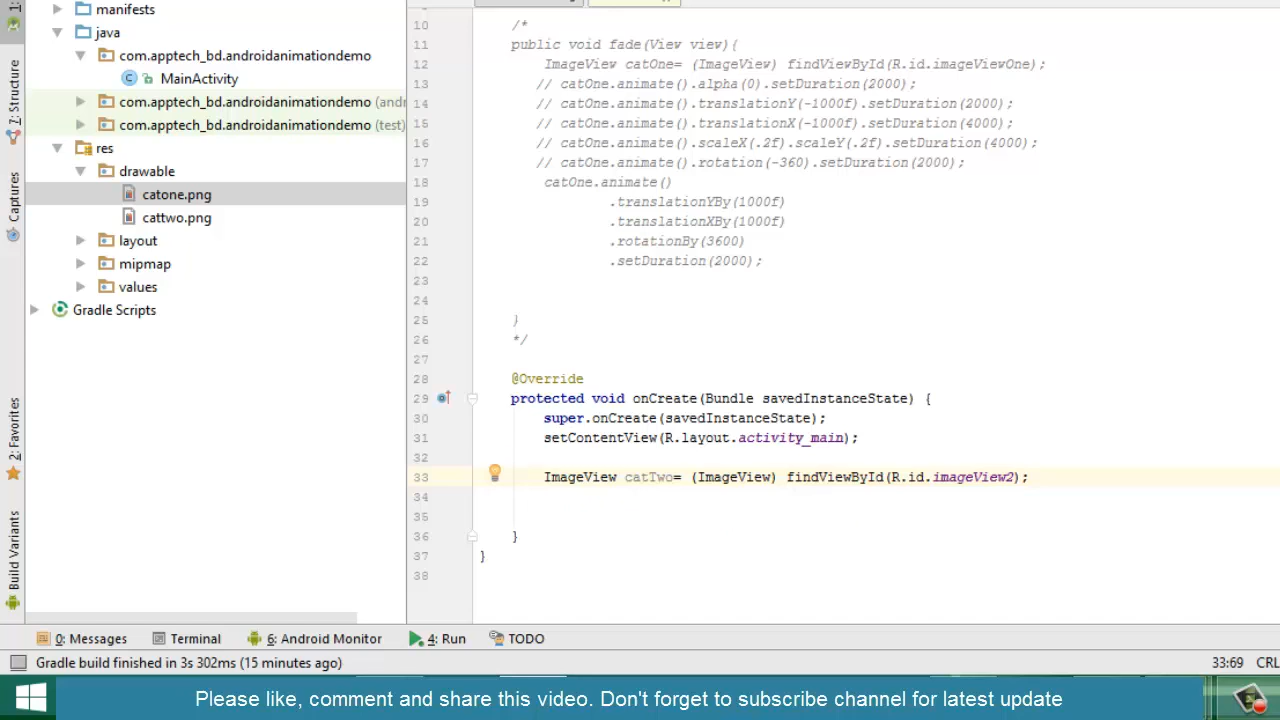 manifests
java
com.apptech_bd.androidanimationdemo
MainActivity
com.apptech_bd.androidanimationdemo (andr
com.apptech_bd.androidanimationdemo (test)
res
drawable
catone.png
cattwo.png
layout
mipmap
values
Gradle Scripts
1:
7: Structure
Captures
2: Favorites
Build Variants
10 /*
11 public void fade(View view){
12 ImageView catOne= (ImageView) findViewById(R.id.imageViewOne);
13 // catOne.animate().alpha(0).setDuration(2000);
14 // catOne.animate().translationY(-1000f).setDuration(2000);
15 // catOne.animate().translationX(-1000f).setDuration(4000);
16 // catOne.animate().scaleX(.2f).scaleY(.2f).setDuration(4000);
17 // catOne.animate().rotation(-360).setDuration(2000);
18 catOne.animate()
19 .translationYBy(1000f)
20 .translationXBy(1000f)
21 .rotationBy(3600)
22 .setDuration(2000);
23
24
25 }
26 */
27
28 @Override
29 protected void onCreate(Bundle savedInstanceState) {
30 super.onCreate(savedInstanceState);
31 setContentView(R.layout.activity_main);
32
33 ImageView catTwo= (ImageView) findViewById(R.id.imageView2);
34
35
36 }
37 }
38
0: Messages Terminal 6: Android Monitor 4: Run TODO
Gradle build finished in 3s 302ms (15 minutes ago) 33:69 CRL
Please like, comment and share this video. Don't forget to subscribe channel for latest update